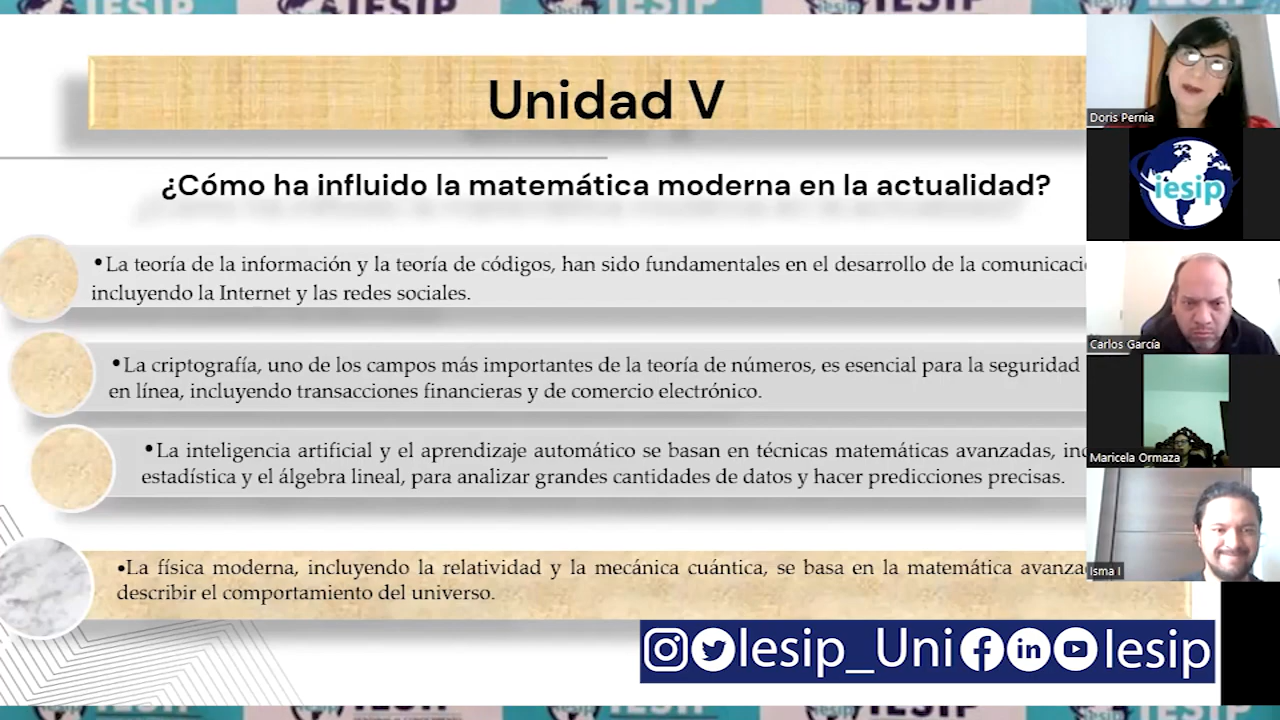 IESIP
Unidad V
¿Cómo ha influido la matemática moderna en la actualidad?
•La teoría de la información y la teoría de códigos, han sido fundamentales en el desarrollo de la
incluyendo la Internet y las redes sociales.
•La criptografía, uno de los campos más importantes de la teoría de números, es esencial para la seguridad
en línea, incluyendo transacciones financieras y de comercio electrónico.
•La inteligencia artificial y el aprendizaje automático se basan en técnicas matemáticas avanzadas,
estadística y el álgebra lineal, para analizar grandes cantidades de datos y hacer predicciones precisas.
•La física moderna, incluyendo la relatividad y la mecánica cuántica, se basa en la matemática
describir el comportamiento del universo.
Doris Pernia
iesip
Carlos García
Maricela Ormaza
Isma I
Iesip_Uni
Iesip
iesip
IESIP